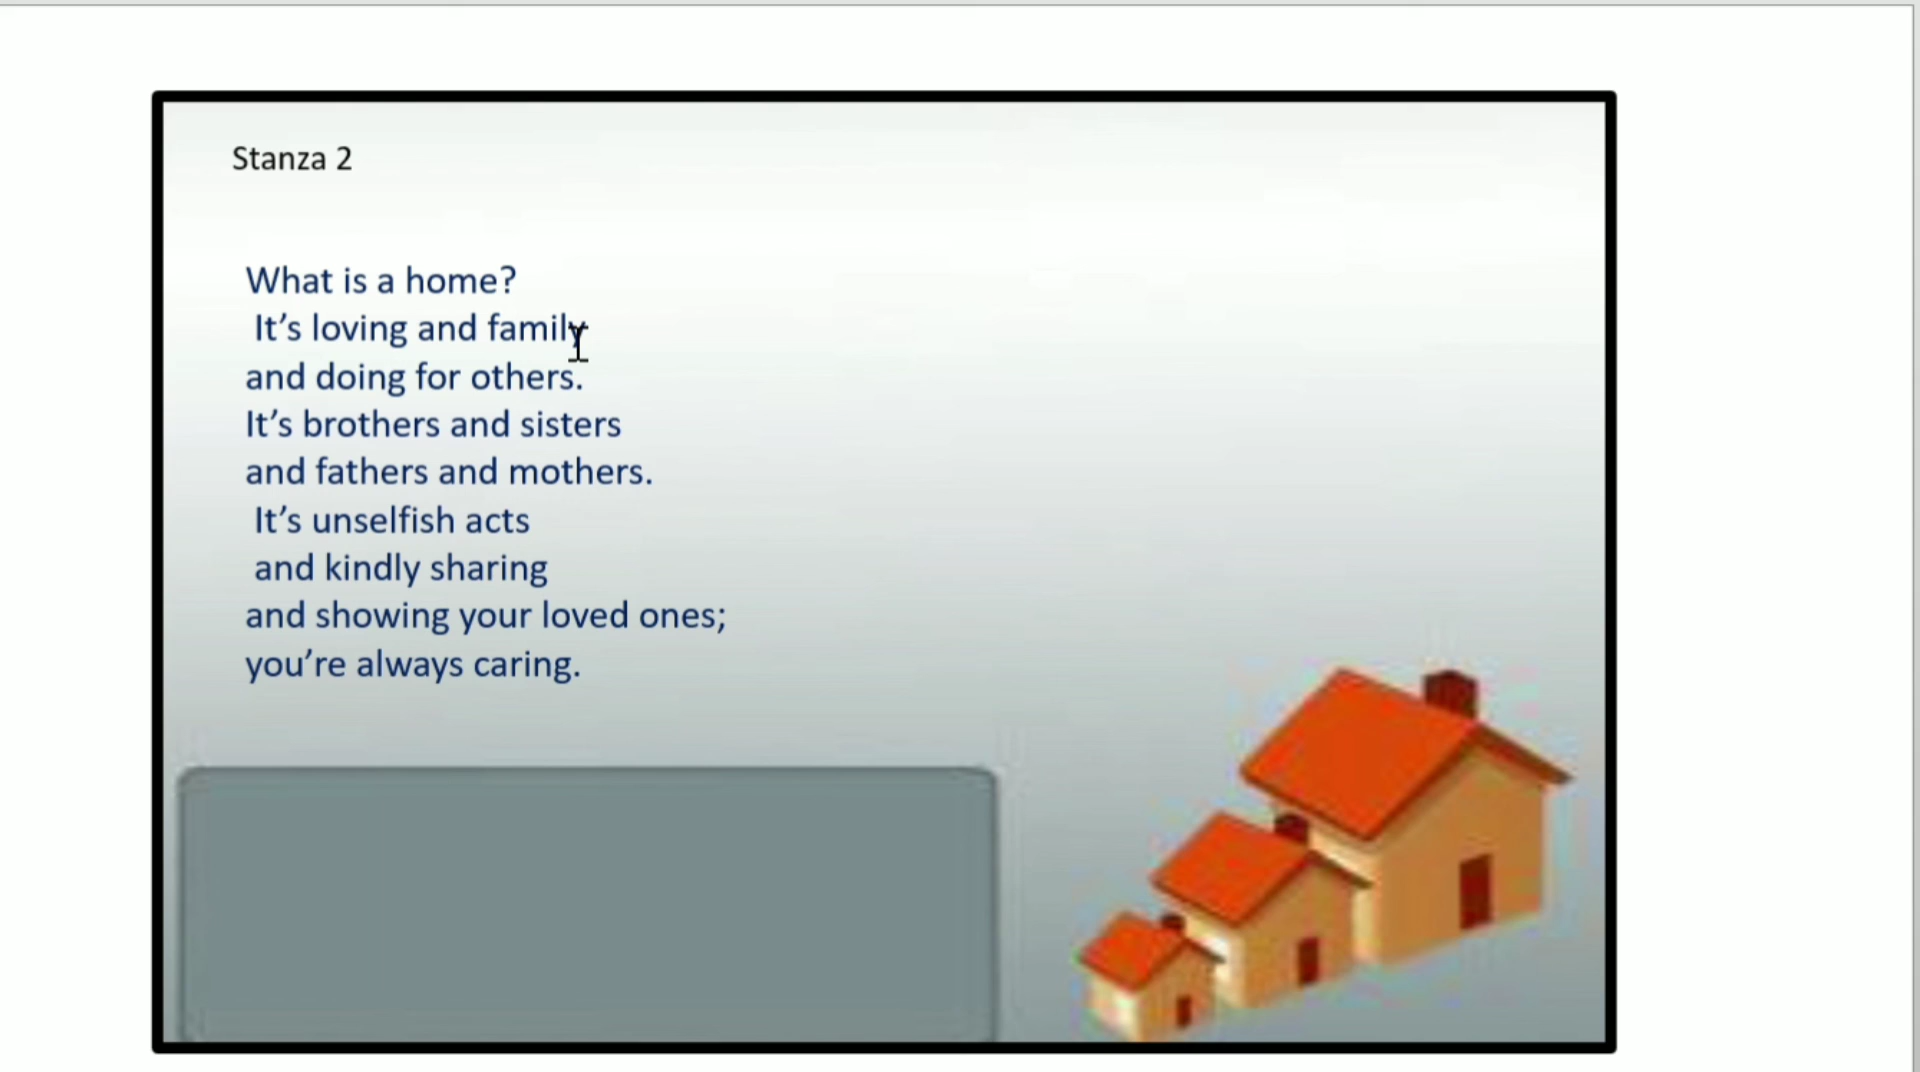 Stanza 2
What is a home?
It’s loving and family
and doing for others.
It’s brothers and sisters
and fathers and mothers.
It’s unselfish acts
and kindly sharing
and showing your loved ones;
you’re always caring.